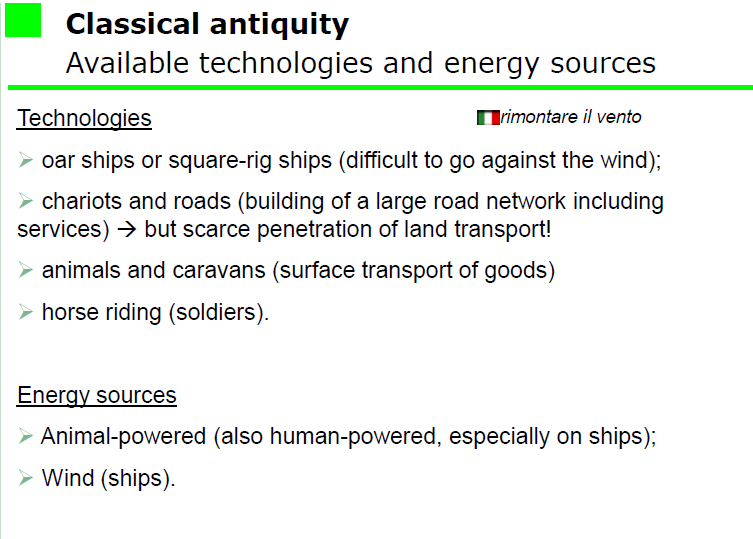 Classical antiquity
Available technologies and energy sources
Technologies
rimontare il vento
➢ oar ships or square-rig ships (difficult to go against the wind);
➢ chariots and roads (building of a large road network including
services) → but scarce penetration of land transport!
➢ animals and caravans (surface transport of goods)
➢ horse riding (soldiers).
Energy sources
➢ Animal-powered (also human-powered, especially on ships);
➢ Wind (ships).